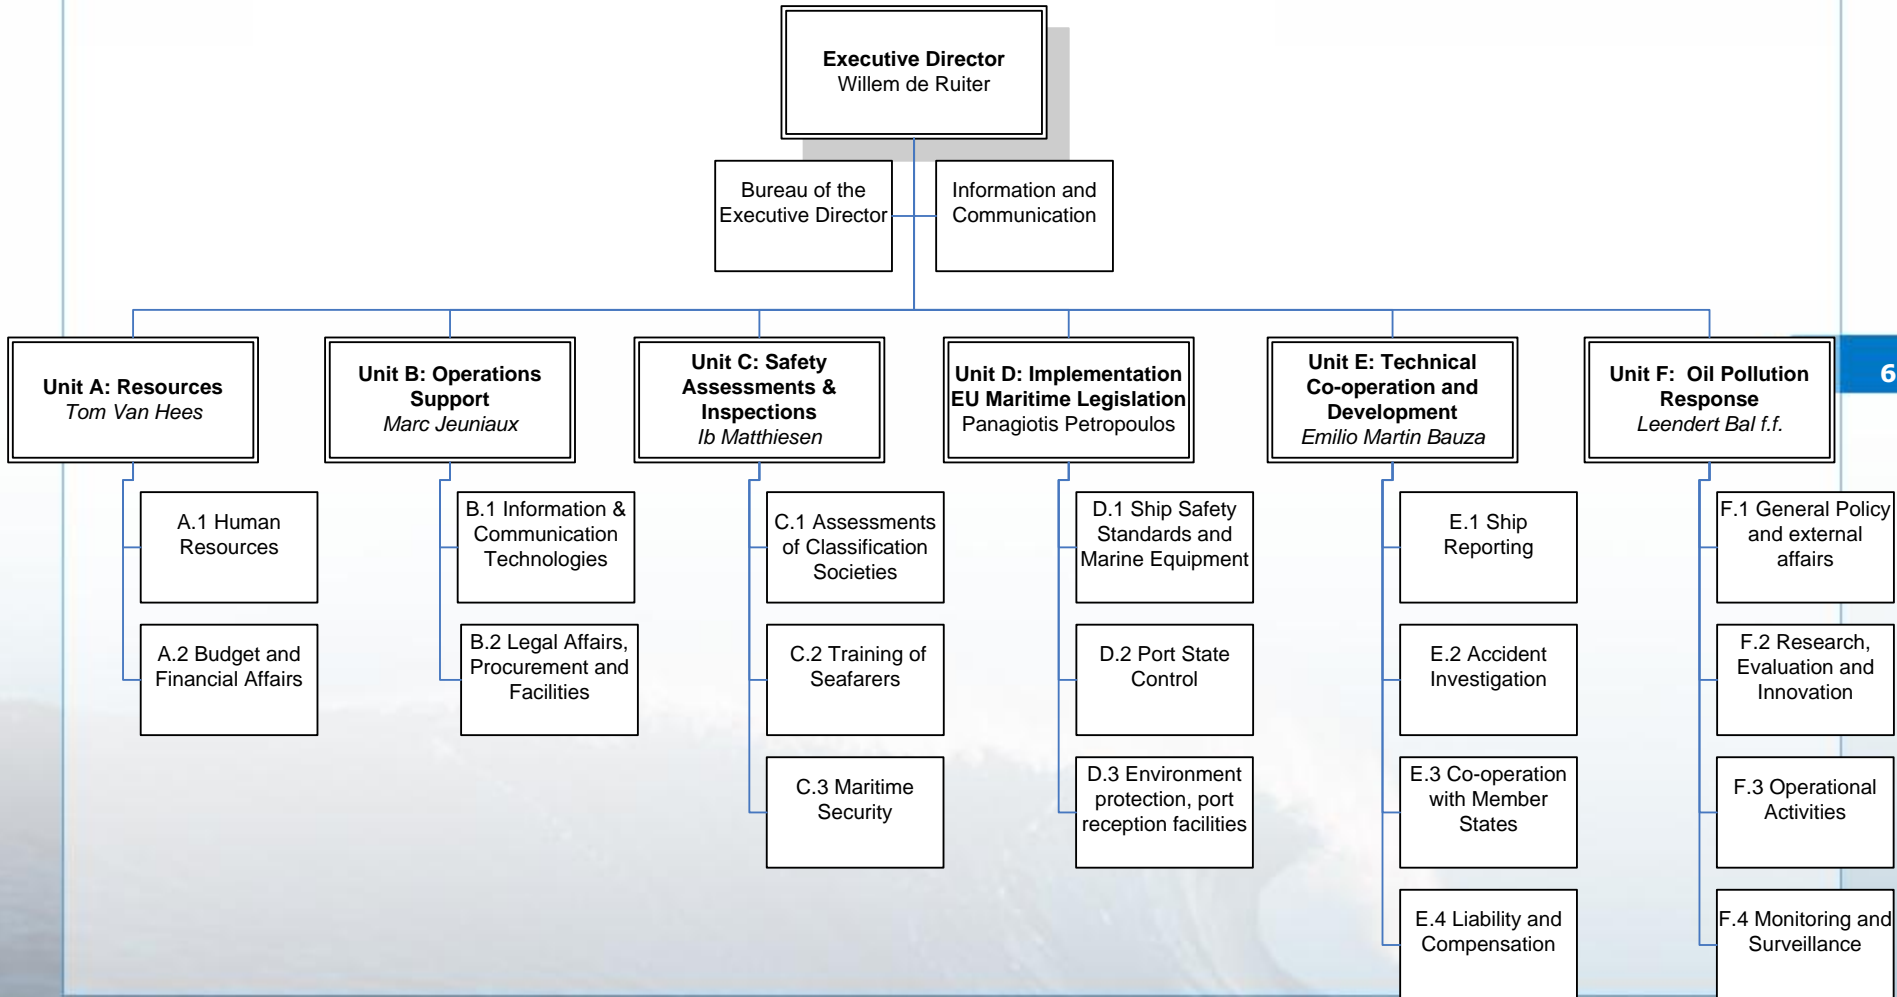 Executive Director
Willem de Ruiter
Bureau of the
Executive Director
Information and
Communication
Unit A: Resources
Tom Van Hees
Unit B: Operations
Support
Marc Jeuniaux
Unit C: Safety
Assessments &
Inspections
Ib Matthiesen
Unit D: Implementation
EU Maritime Legislation
Panagiotis Petropoulos
Unit E: Technical
Co-operation and
Development
Emilio Martin Bauza
Unit F: Oil Pollution
Response
Leendert Bal f.f.
6
A.1 Human
Resources
A.2 Budget and
Financial Affairs
B.1 Information &
Communication
Technologies
B.2 Legal Affairs,
Procurement and
Facilities
C.1 Assessments
of Classification
Societies
C.2 Training of
Seafarers
C.3 Maritime
Security
D.1 Ship Safety
Standards and
Marine Equipment
D.2 Port State
Control
D.3 Environment
protection, port
reception facilities
E.1 Ship
Reporting
E.2 Accident
Investigation
E.3 Co-operation
with Member
States
E.4 Liability and
Compensation
F.1 General Policy
and external
affairs
F.2 Research,
Evaluation and
Innovation
F.3 Operational
Activities
F.4 Monitoring and
Surveillance